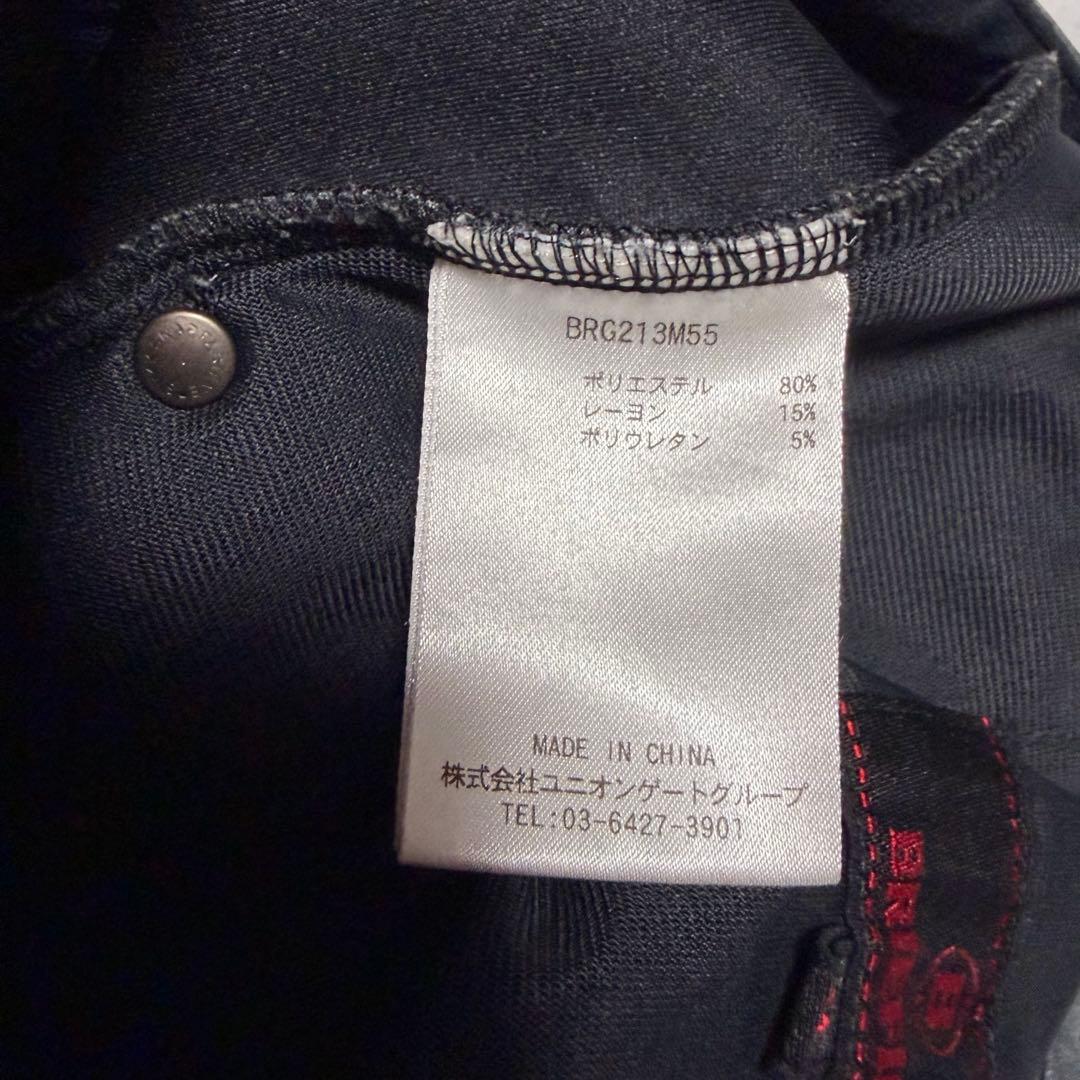 BRG213M55
ポリエステル 80%
レーヨン 15%
ポリウレタン 5%
MADE IN CHINA
株式会社ユニオンゲートグループ
TEL:03-6427-3901